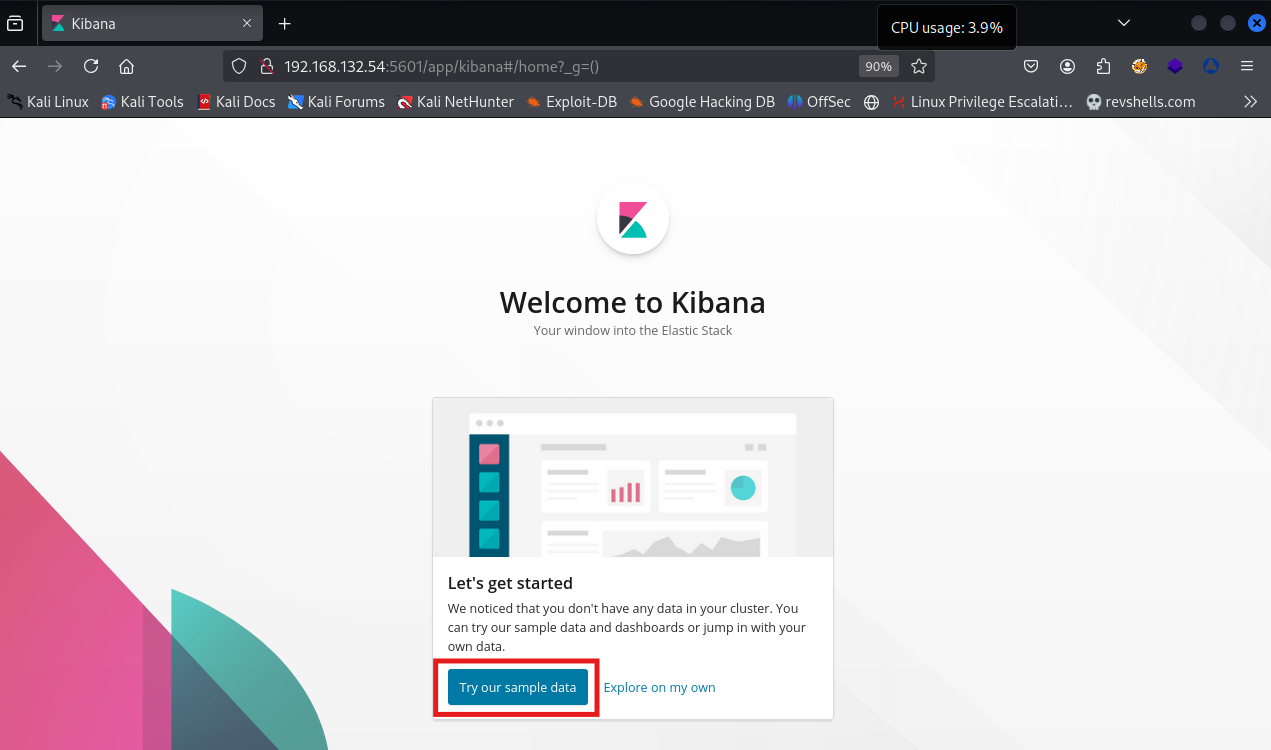 Kibana
CPU usage: 3.9%
192.168.132.54:5601/app/kibana#/home?_g=()
90%
Kali Linux
Kali Tools
Kali Docs
Kali Forums
Kali NetHunter
Exploit-DB
Google Hacking DB
OffSec
Linux Privilege Escalati…
revshells.com
Welcome to Kibana
Your window into the Elastic Stack
Let's get started
We noticed that you don't have any data in your cluster. You
can try our sample data and dashboards or jump in with your
own data.
Try our sample data
Explore on my own